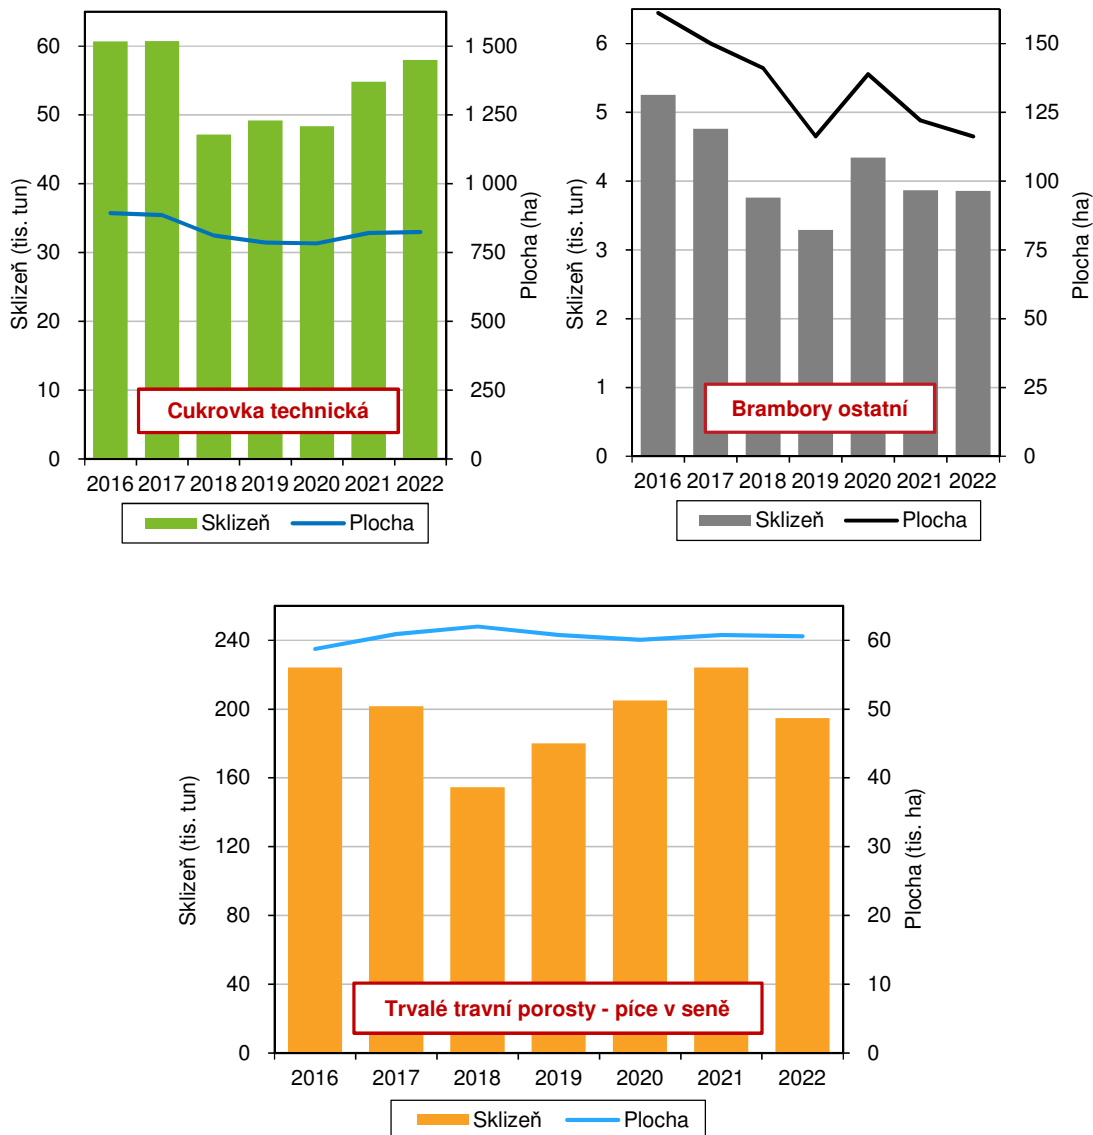 60
50
40
30
20
10
0
Sklizeň (tis. tun)
1 500
1 250
1 000
750
500
250
0
Plocha (ha)
Cukrovka technická
2016 2017 2018 2019 2020 2021 2022
Sklizeň Plocha
6
5
4
3
2
1
0
Sklizeň (tis. tun)
150
125
100
75
50
25
0
Plocha (ha)
Brambory ostatní
2016 2017 2018 2019 2020 2021 2022
Sklizeň Plocha
240
200
160
120
80
40
0
Sklizeň (tis. tun)
60
50
40
30
20
10
0
Plocha (tis. ha)
Trvalé travní porosty - píce v seně
2016 2017 2018 2019 2020 2021 2022
Sklizeň Plocha